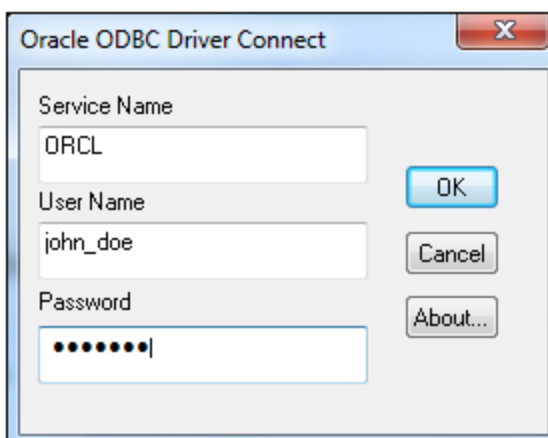 Oracle ODBC Driver Connect
Service Name
ORCL
OK
User Name
john_doe
Cancel
Password
About...
•••••••